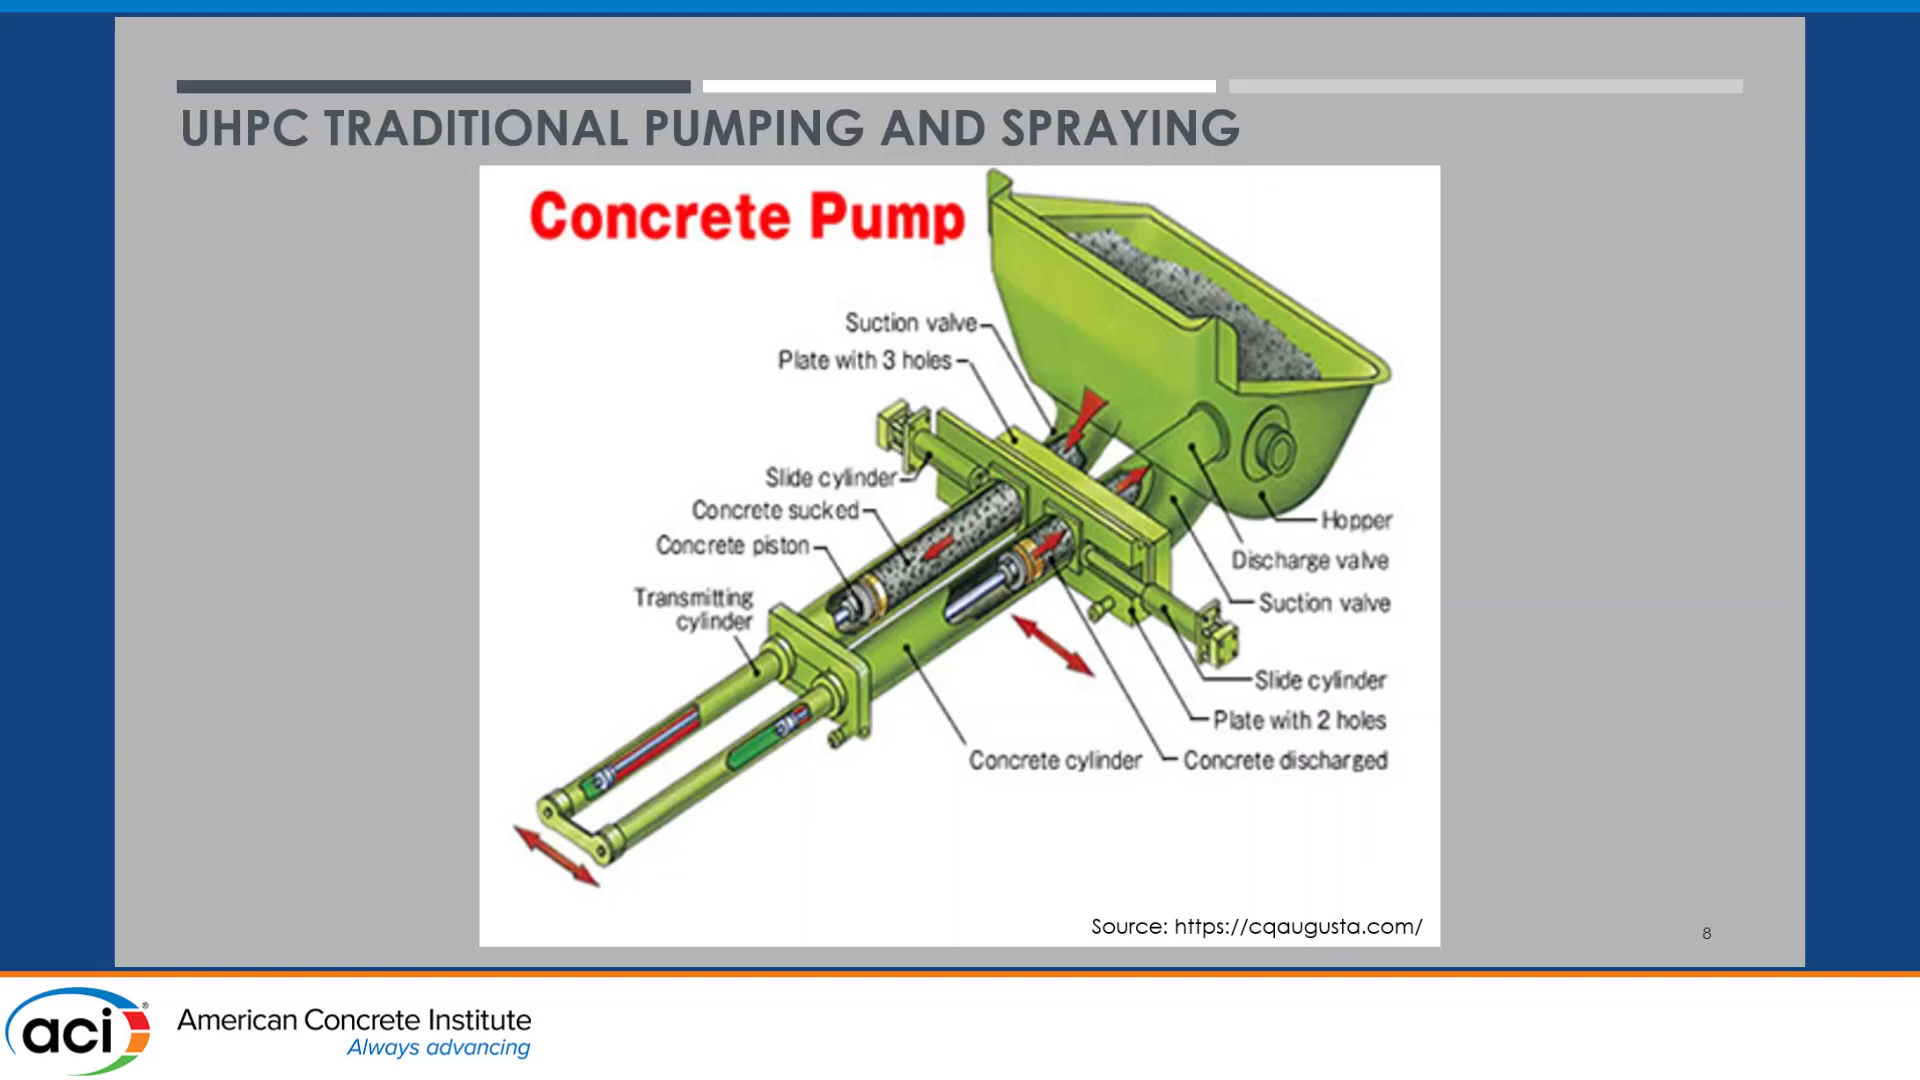 UHPC TRADITIONAL PUMPING AND SPRAYING
Concrete Pump
Suction valve
Plate with 3 holes
Slide cylinder
Concrete sucked
Concrete piston
Transmitting
cylinder
Hopper
Discharge valve
Suction valve
Slide cylinder
Plate with 2 holes
Concrete cylinder
Concrete discharged
Source: https://cqaugusta.com/
8
aci®
American Concrete Institute
Always advancing